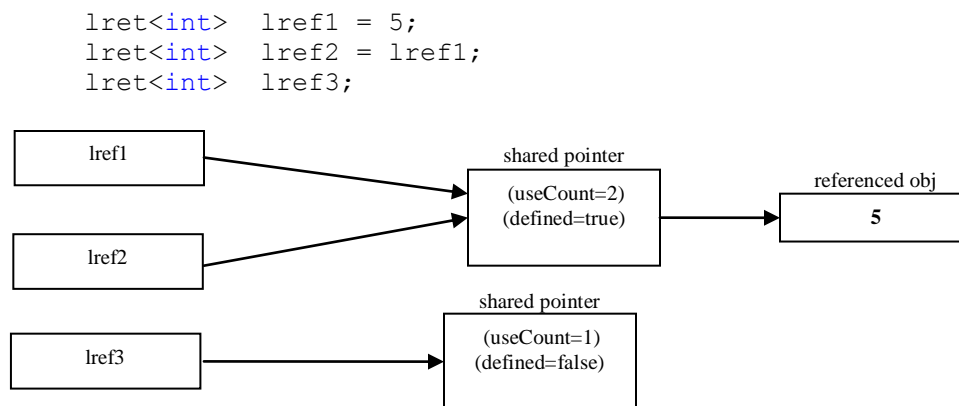 lret<int> lref1 = 5;
lret<int> lref2 = lref1;
lret<int> lref3;
lref1
shared pointer
(useCount=2)
(defined=true)
referenced obj
5
lref2
shared pointer
(useCount=1)
(defined=false)
lref3